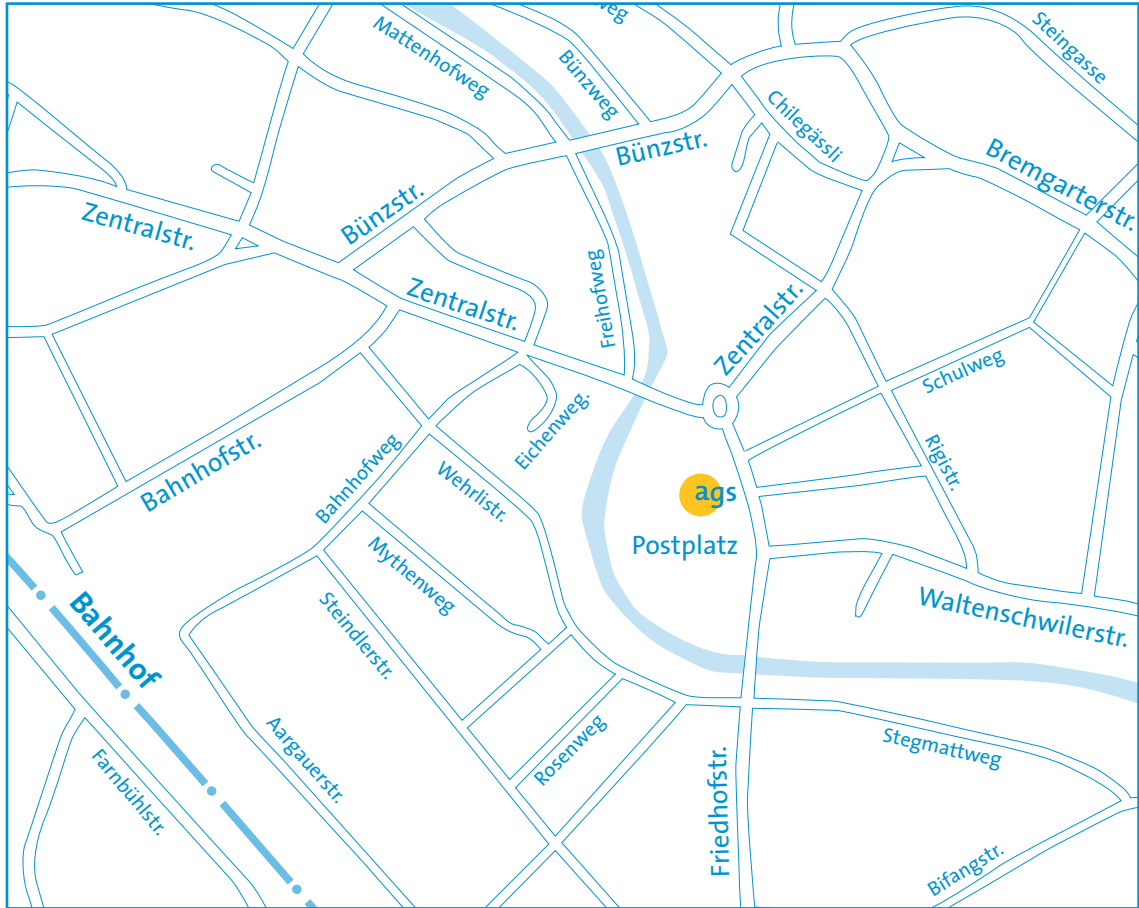 weg
Steingasse
Mattenhofweg
Bünzweg
Chilegässli
Bünzstr.
Bremgarterstr.
Zentralstr.
Bünzstr.
Zentralstr.
Freihofweg
Zentralstr.
Schulweg
Eichenweg.
Bahnhofstr.
Bahnhofweg
Wehrlistr.
Rigistr.
ags
Postplatz
Mythenweg
Steindlerstr.
Waltenschwilerstr.
Bahnhof
Aargauerstr.
Rosenweg
Stegmattweg
Farnbühlstr.
Friedhofstr.
Bifangstr.